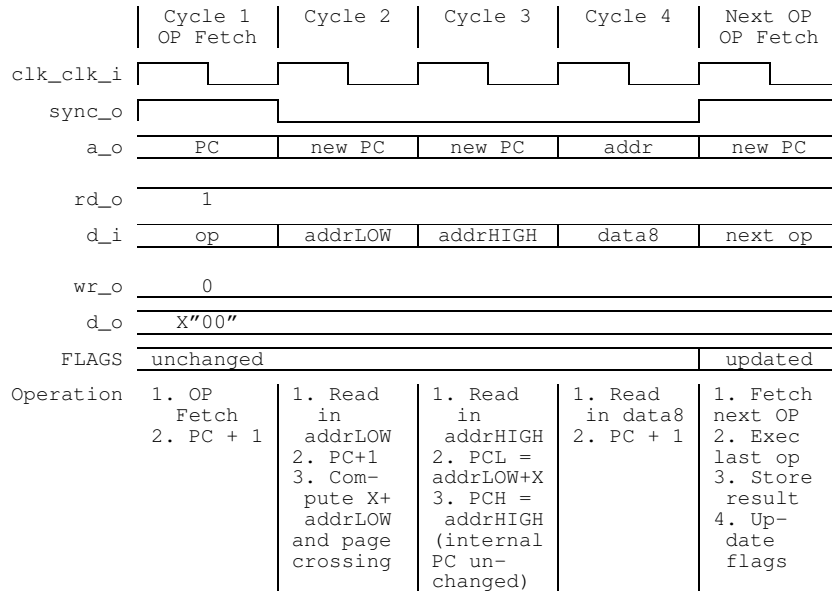 Cycle 1 Cycle 2 Cycle 3 Cycle 4 Next OP
OP Fetch OP Fetch
clk_clk_i
sync_o
a_o PC new PC new PC addr new PC
rd_o 1
d_i op addrLOW addrHIGH data8 next op
wr_o 0
d_o X"00"
FLAGS unchanged updated
Operation 1. OP 1. Read 1. Read 1. Read 1. Fetch
Fetch in in in data8 next OP
2. PC + 1 addrLOW addrHIGH 2. PC + 1 2. Exec
2. PC+1 2. PCL = last op
3. Com- addrLOW+X 3. Store
pute X+ 3. PCH = result
addrLOW addrHIGH 4. Up-
and page (internal date
crossing PC un- flags
changed)